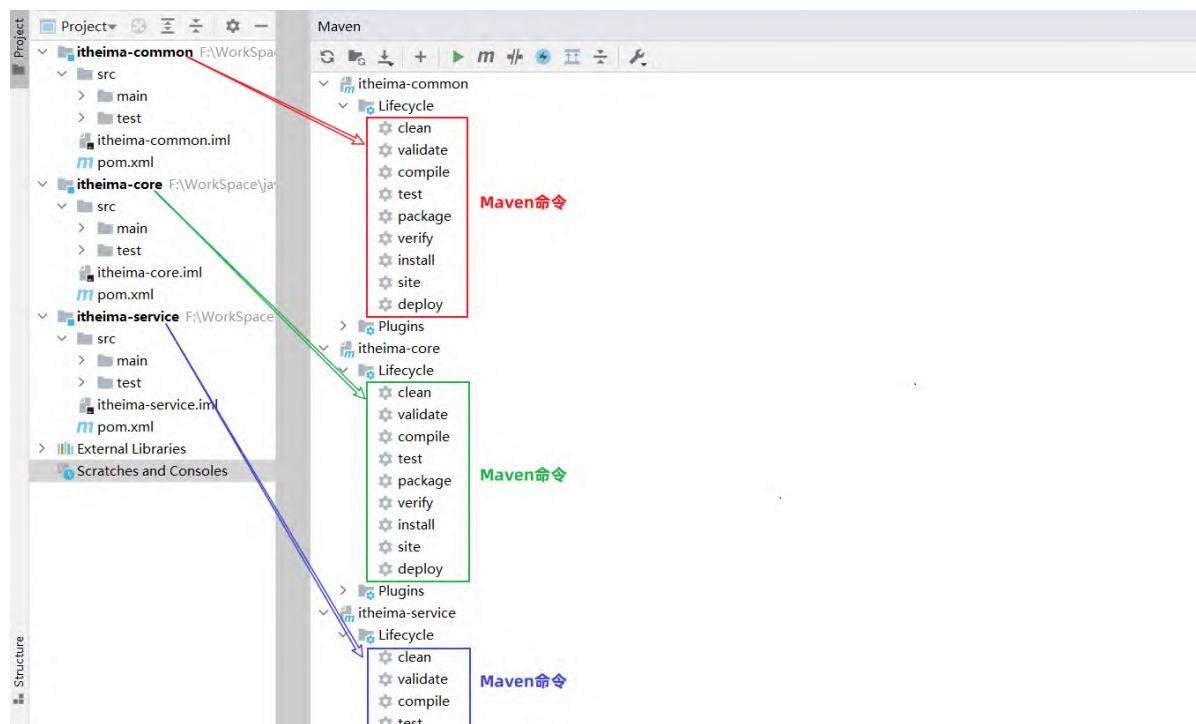 Project
Project
itheima-common F:\WorkSpa
src
main
test
itheima-common.iml
pom.xml
itheima-core F:\WorkSpace\ja
src
main
test
itheima-core.iml
pom.xml
itheima-service F:\WorkSpace
src
main
test
itheima-service.iml
pom.xml
External Libraries
Scratches and Consoles
Structure
Maven
itheima-common
Lifecycle
clean
validate
compile
test
package
verify
install
site
deploy
Maven命令
Plugins
itheima-core
Lifecycle
clean
validate
compile
test
package
verify
install
site
deploy
Maven命令
Plugins
itheima-service
Lifecycle
clean
validate
compile
test
Maven命令